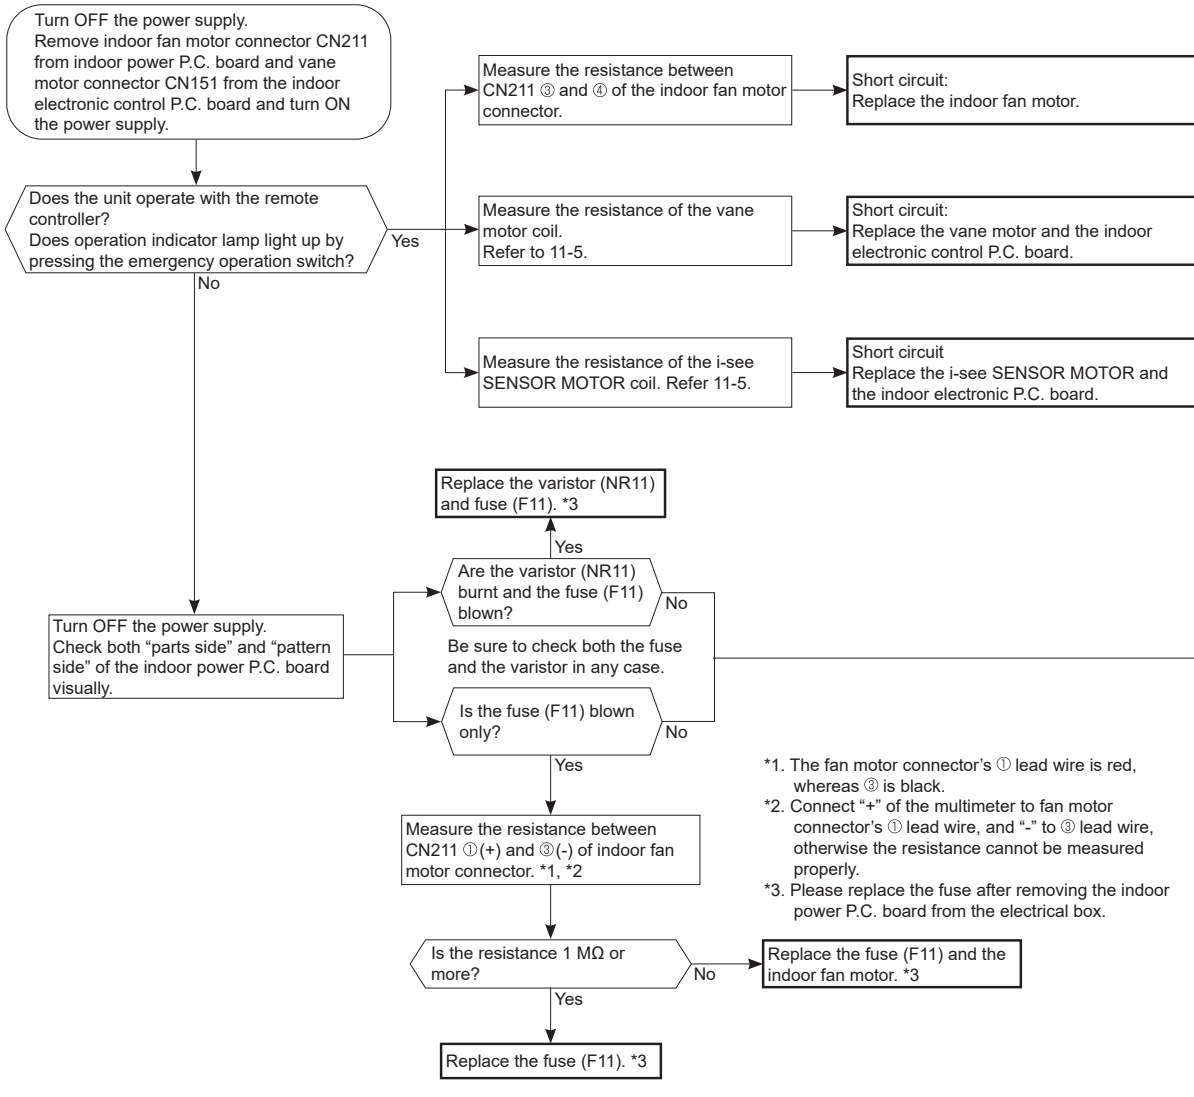 Turn OFF the power supply.
Remove indoor fan motor connector CN211
from indoor power P.C. board and vane
motor connector CN151 from the indoor
electronic control P.C. board and turn ON
the power supply.
Does the unit operate with the remote
controller?
Does operation indicator lamp light up by
pressing the emergency operation switch?
Yes
No
Measure the resistance between
CN211 ③ and ④ of the indoor fan motor
connector.
Short circuit:
Replace the indoor fan motor.
Measure the resistance of the vane
motor coil.
Refer to 11-5.
Short circuit:
Replace the vane motor and the indoor
electronic control P.C. board.
Measure the resistance of the i-see
SENSOR MOTOR coil. Refer 11-5.
Short circuit
Replace the i-see SENSOR MOTOR and
the indoor electronic P.C. board.
Replace the varistor (NR11)
and fuse (F11). *3
Yes
Are the varistor (NR11)
burnt and the fuse (F11)
blown?
No
Turn OFF the power supply.
Check both “parts side” and “pattern
side” of the indoor power P.C. board
visually.
Be sure to check both the fuse
and the varistor in any case.
Is the fuse (F11) blown
only?
No
Yes
Measure the resistance between
CN211 ①(+) and ③(-) of indoor fan
motor connector. *1, *2
*1. The fan motor connector’s ① lead wire is red,
whereas ③ is black.
*2. Connect “+” of the multimeter to fan motor
connector’s ① lead wire, and “-” to ③ lead wire,
otherwise the resistance cannot be measured
properly.
*3. Please replace the fuse after removing the indoor
power P.C. board from the electrical box.
Is the resistance 1 MΩ or
more?
No
Replace the fuse (F11) and the
indoor fan motor. *3
Yes
Replace the fuse (F11). *3